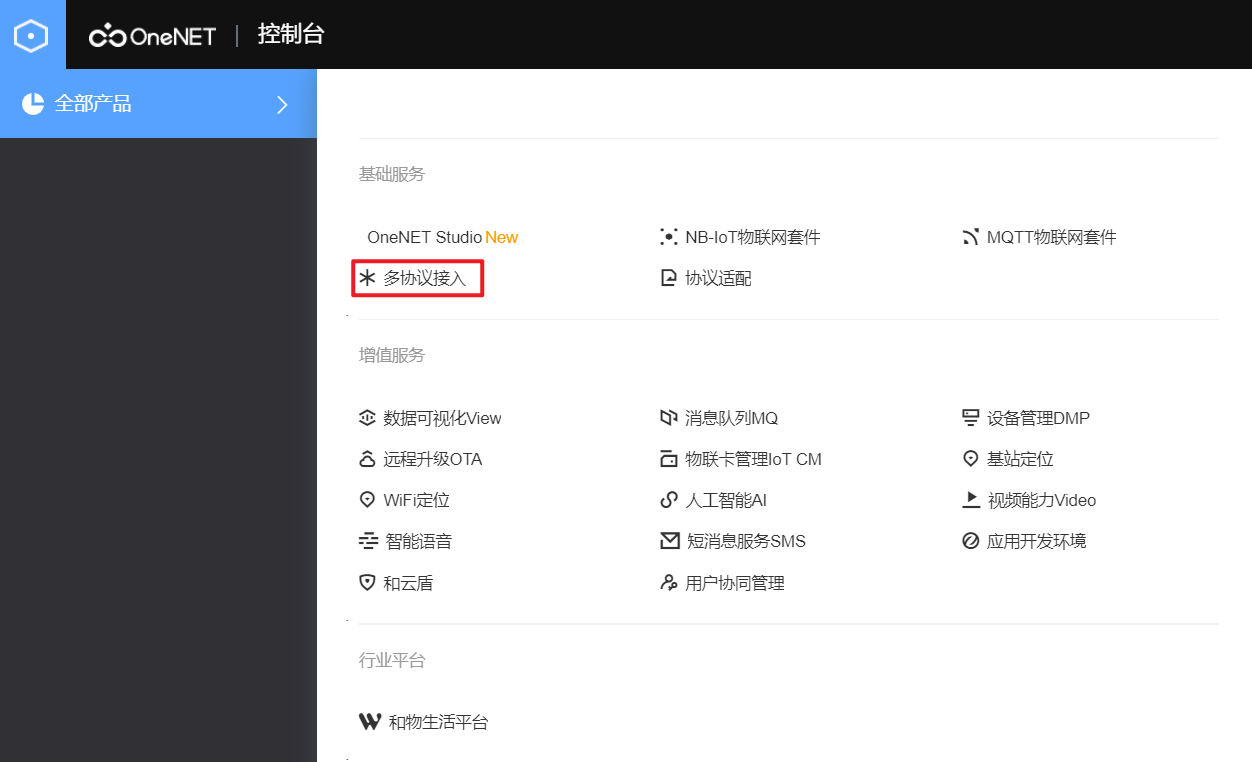 OneNET | 控制台
全部产品
基础服务
OneNET Studio New NB-IoT物联网套件 MQTT物联网套件
多协议接入 协议适配
增值服务
数据可视化View 消息队列MQ 设备管理DMP
远程升级OTA 物联卡管理IoT CM 基站定位
WiFi定位 人工智能AI 视频能力Video
智能语音 短消息服务SMS 应用开发环境
和云盾 用户协同管理
行业平台
和物生活平台